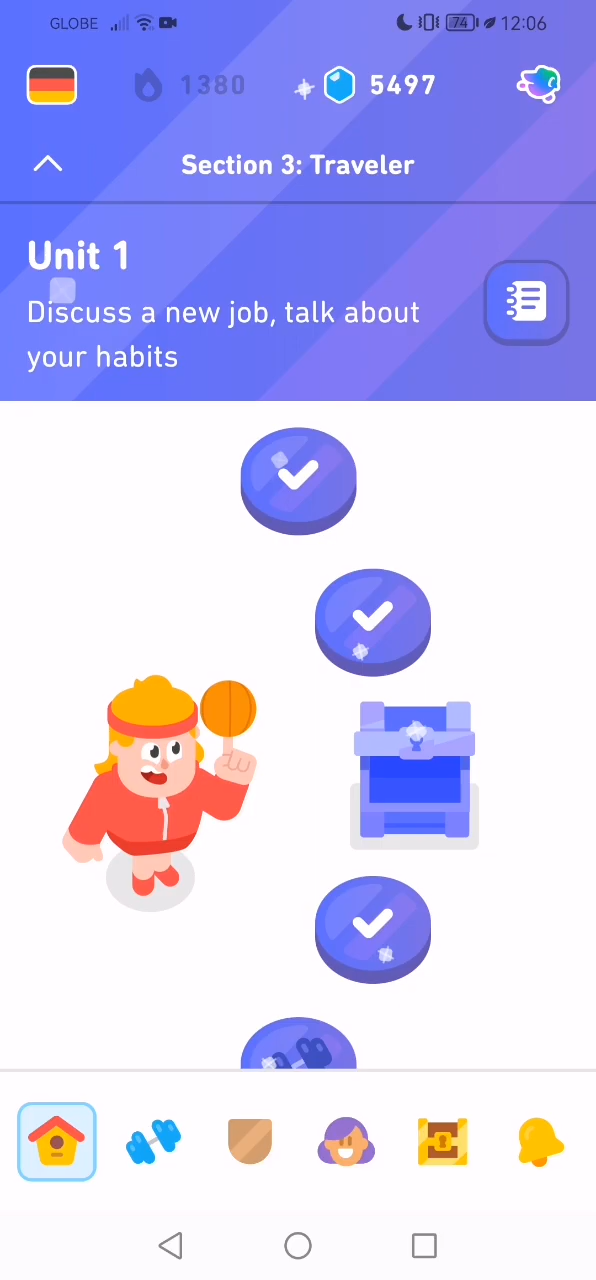 GLOBE 74 12:06
1380 5497
Section 3: Traveler
Unit 1
Discuss a new job, talk about
your habits